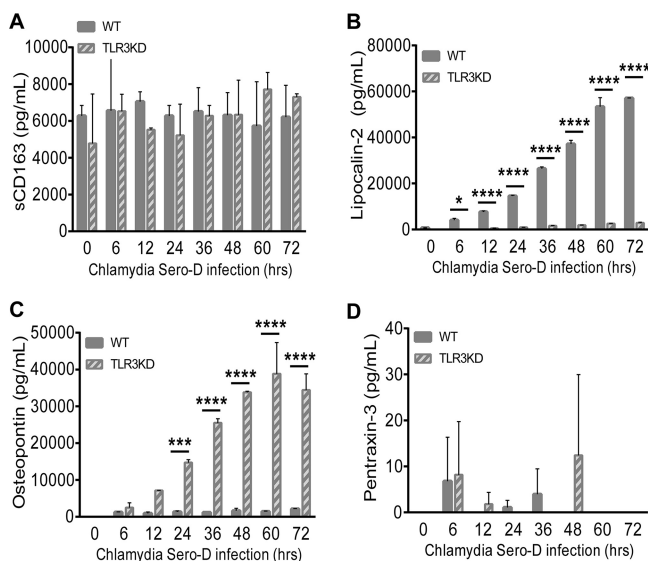 A
WT
TLR3KD
sCD163 (pg/mL)
10000
8000
6000
4000
2000
0
0 6 12 24 36 48 60 72
Chlamydia Sero-D infection (hrs)
B
WT
TLR3KD
Lipocalin-2 (pg/mL)
80000
60000
40000
20000
0
* **** **** **** **** **** ****
0 6 12 24 36 48 60 72
Chlamydia Sero-D infection (hrs)
C
WT
TLR3KD
Osteopontin (pg/mL)
50000
40000
30000
20000
10000
0
*** **** **** **** ****
0 6 12 24 36 48 60 72
Chlamydia Sero-D infection (hrs)
D
WT
TLR3KD
Pentraxin-3 (pg/mL)
40
30
20
10
0
0 6 12 24 36 48 60 72
Chlamydia Sero-D infection (hrs)